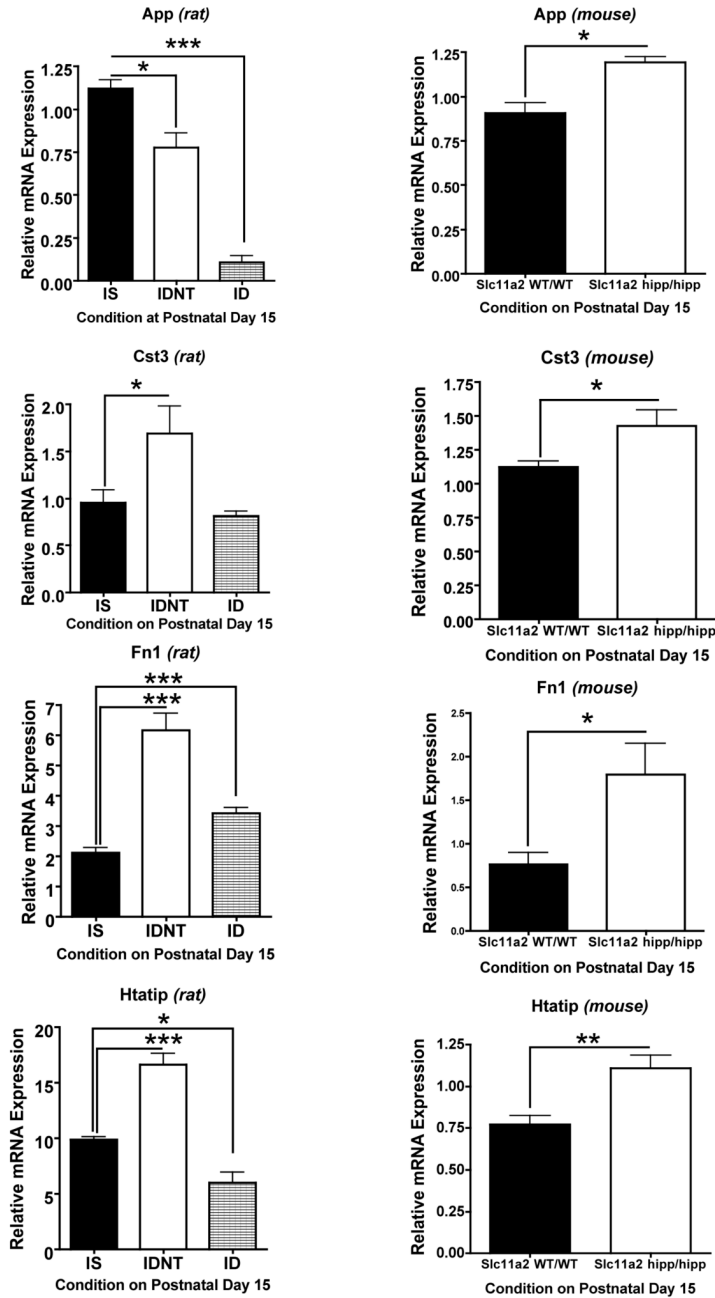 App (rat)
***
*
Relative mRNA Expression
1.25
1.00
0.75
0.50
0.25
0.00
IS IDNT ID
Condition at Postnatal Day 15
App (mouse)
*
Relative mRNA Expression
1.25
1.00
0.75
0.50
0.25
0.00
Slc11a2 WT/WT Slc11a2 hipp/hipp
Condition on Postnatal Day 15
Cst3 (rat)
*
Relative mRNA Expression
2.0
1.5
1.0
0.5
0.0
IS IDNT ID
Condition on Postnatal Day 15
Cst3 (mouse)
*
Relative mRNA Expression
1.75
1.50
1.25
1.00
0.75
0.50
0.25
0.00
Slc11a2 WT/WT Slc11a2 hipp/hipp
Condition on Postnatal Day 15
Fn1 (rat)
***
***
Relative mRNA Expression
7
6
5
4
3
2
1
0
IS IDNT ID
Condition on Postnatal Day 15
Fn1 (mouse)
*
Relative mRNA Expression
2.5
2.0
1.5
1.0
0.5
0.0
Slc11a2 WT/WT Slc11a2 hipp/hipp
Condition on Postnatal Day 15
Htatip (rat)
*
***
Relative mRNA Expression
20
15
10
5
0
IS IDNT ID
Condition on Postnatal Day 15
Htatip (mouse)
**
Relative mRNA Expression
1.25
1.00
0.75
0.50
0.25
0.00
Slc11a2 WT/WT Slc11a2 hipp/hipp
Condition on Postnatal Day 15